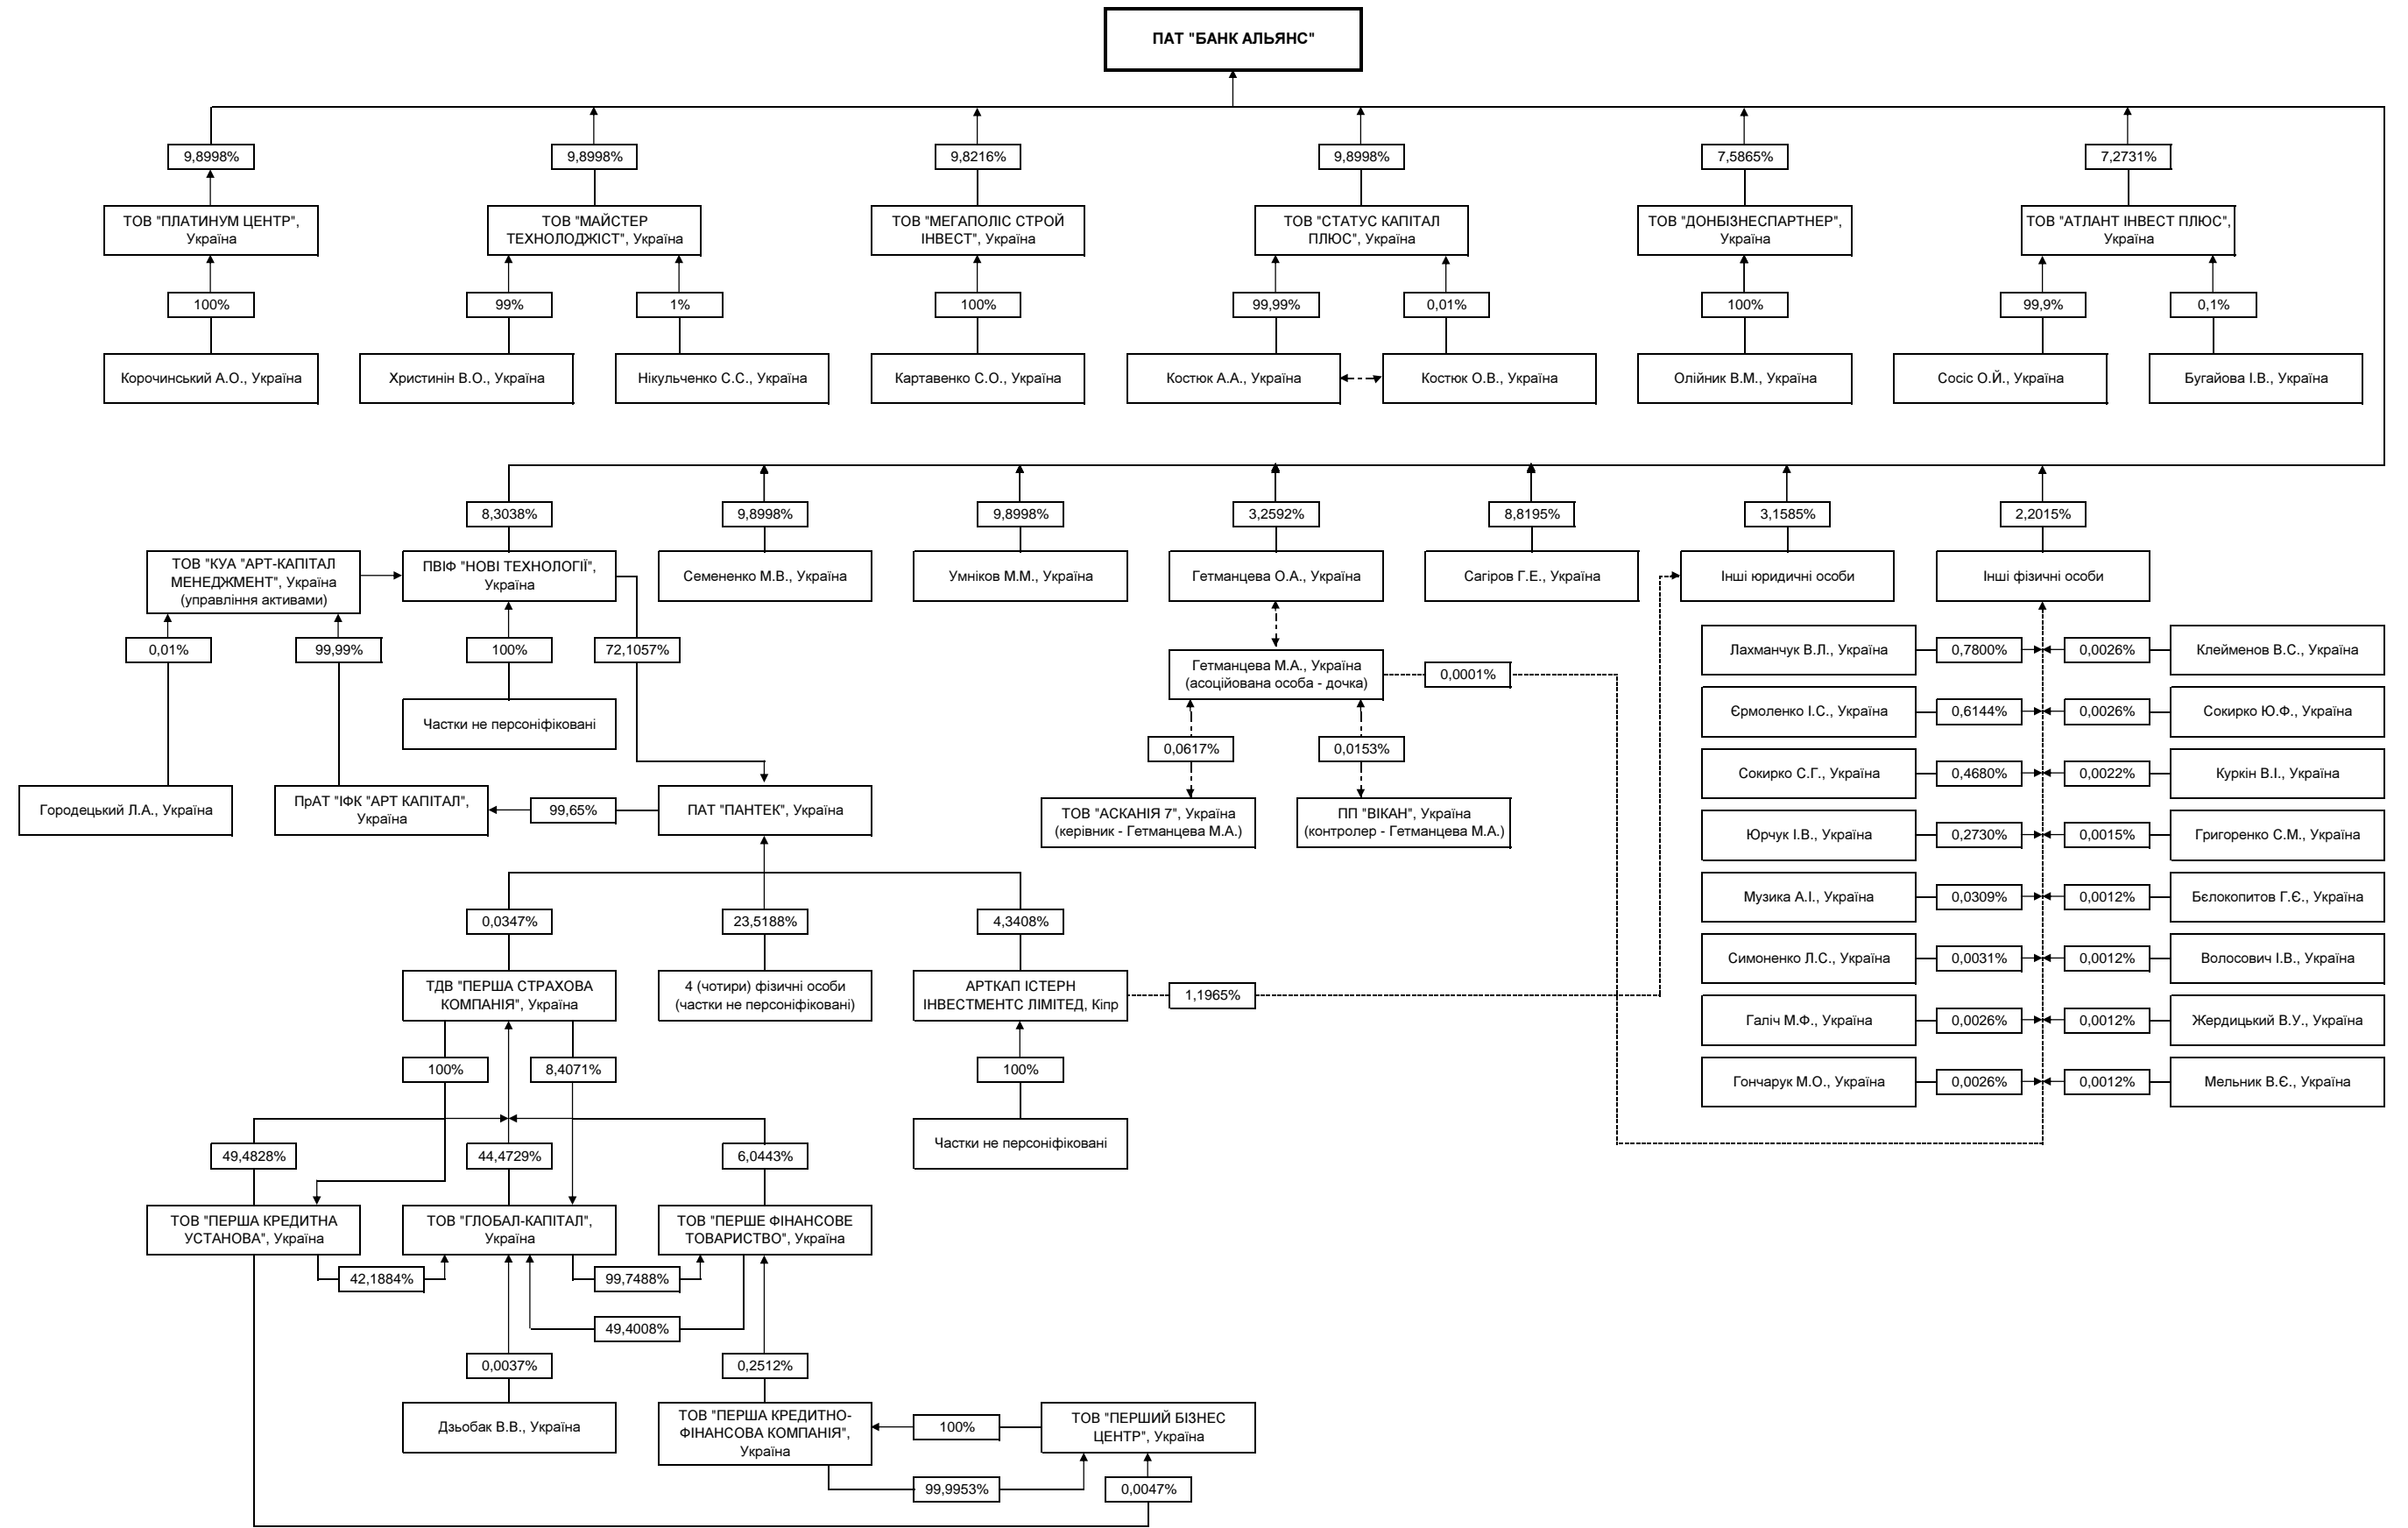 ПАТ "БАНК АЛЬЯНС"
9,8998%
9,8998%
9,8216%
9,8998%
7,5865%
7,2731%
ТОВ "ПЛАТИНУМ ЦЕНТР",
Україна
ТОВ "МАЙСТЕР
ТЕХНОЛОДЖІСТ", Україна
ТОВ "МЕГАПОЛІС СТРОЙ
ІНВЕСТ", Україна
ТОВ "СТАТУС КАПІТАЛ
ПЛЮС", Україна
ТОВ "ДОНБІЗНЕСПАРТНЕР",
Україна
ТОВ "АТЛАНТ ІНВЕСТ ПЛЮС",
Україна
100%
99%
1%
100%
99,99%
0,01%
100%
99,9%
0,1%
Корочинський А.О., Україна
Христинін В.О., Україна
Нікульченко С.С., Україна
Картавенко С.О., Україна
Костюк А.А., Україна
Костюк О.В., Україна
Олійник В.М., Україна
Сосіс О.Й., Україна
Бугайова І.В., Україна
8,3038%
9,8998%
9,8998%
3,2592%
8,8195%
3,1585%
2,2015%
ТОВ "КУА "АРТ-КАПІТАЛ
МЕНЕДЖМЕНТ", Україна
(управління активами)
ПВІФ "НОВІ ТЕХНОЛОГІЇ",
Україна
Семененко М.В., Україна
Умніков М.М., Україна
Гетманцева О.А., Україна
Сагіров Г.Е., Україна
Інші юридичні особи
Інші фізичні особи
0,01%
99,99%
100%
72,1057%
Гетманцева М.А., Україна
(асоційована особа - дочка)
0,0001%
Лахманчук В.Л., Україна
0,7800%
0,0026%
Клейменов В.С., Україна
Частки не персоніфіковані
Єрмоленко І.С., Україна
0,6144%
0,0026%
Сокирко Ю.Ф., Україна
0,0617%
0,0153%
Сокирко С.Г., Україна
0,4680%
0,0022%
Куркін В.І., Україна
Городецький Л.А., Україна
ПрАТ "ІФК "АРТ КАПІТАЛ",
Україна
99,65%
ПАТ "ПАНТЕК", Україна
ТОВ "АСКАНІЯ 7", Україна
(керівник - Гетманцева М.А.)
ПП "ВІКАН", Україна
(контролер - Гетманцева М.А.)
Юрчук І.В., Україна
0,2730%
0,0015%
Григоренко С.М., Україна
Музика А.І., Україна
0,0309%
0,0012%
Бєлокопитов Г.Є., Україна
0,0347%
23,5188%
4,3408%
Симоненко Л.С., Україна
0,0031%
0,0012%
Волосович І.В., Україна
ТДВ "ПЕРША СТРАХОВА
КОМПАНІЯ", Україна
4 (чотири) фізичні особи
(частки не персоніфіковані)
АРТКАП ІСТЕРН
ІНВЕСТМЕНТС ЛІМІТЕД, Кіпр
1,1965%
Галіч М.Ф., Україна
0,0026%
0,0012%
Жердицький В.У., Україна
100%
8,4071%
100%
Гончарук М.О., Україна
0,0026%
0,0012%
Мельник В.Є., Україна
Частки не персоніфіковані
49,4828%
44,4729%
6,0443%
ТОВ "ПЕРША КРЕДИТНА
УСТАНОВА", Україна
ТОВ "ГЛОБАЛ-КАПІТАЛ",
Україна
ТОВ "ПЕРШЕ ФІНАНСОВЕ
ТОВАРИСТВО", Україна
42,1884%
99,7488%
49,4008%
0,0037%
0,2512%
Дзьобак В.В., Україна
ТОВ "ПЕРША КРЕДИТНО-
ФІНАНСОВА КОМПАНІЯ",
Україна
100%
ТОВ "ПЕРШИЙ БІЗНЕС
ЦЕНТР", Україна
99,9953%
0,0047%